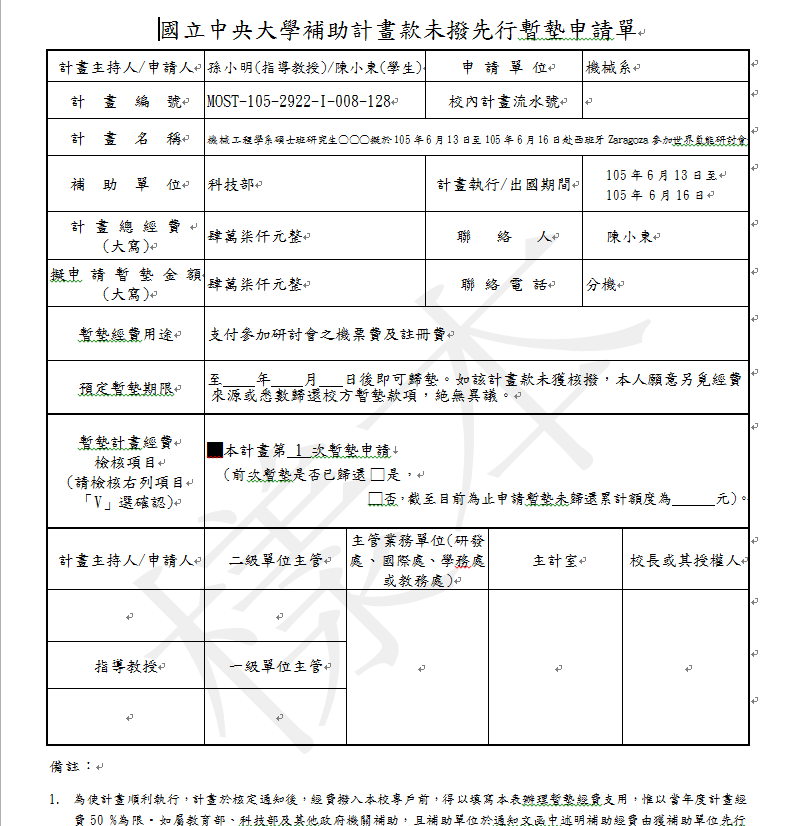 國立中央大學補助計畫款未撥先行暫墊申請單
計畫主持人/申請人 孫小明(指導教授)/陳小東(學生) 申請單位 機械系
計畫編號 MOST-105-2922-I-008-128 校內計畫流水號
計畫名稱 機械工程學系碩士班研究生○○○擬於105年6月13日至105年6月16日赴西班牙Zaragoza參加世界氫能研討會
補助單位 科技部 計畫執行/出國期間 105年6月13日至
105年6月16日
計畫總經費
(大寫) 肆萬柒仟元整 聯絡人 陳小東
擬申請暫墊金額
(大寫) 肆萬柒仟元整 聯絡電話 分機
暫墊經費用途 支付參加研討會之機票費及註冊費
預定暫墊期限 至____年____月___日後即可歸墊。如該計畫款未獲核撥，本人願意另覓經費
來源或悉數歸還校方暫墊款項，絕無異議。
暫墊計畫經費
檢核項目
(請檢核右列項目
「V」選確認)
■本計畫第 1 次暫墊申請
(前次暫墊是否已歸還□是，
□否，截至目前為止申請暫墊未歸還累計額度為______元)。
計畫主持人/申請人 二級單位主管 主管業務單位(研發
處、國際處、學務處
或教務處) 主計室 校長或其授權人
指導教授 一級單位主管
樣本
備註：
1. 為使計畫順利執行，計畫於核定通知後，經費撥入本校專戶前，得以填寫本表辦理暫墊經費支用，惟以當年度計畫經
費50 %為限。如屬教育部、科技部及其他政府機關補助，且補助單位於通知文函中述明補助經費由獲補助單位先行